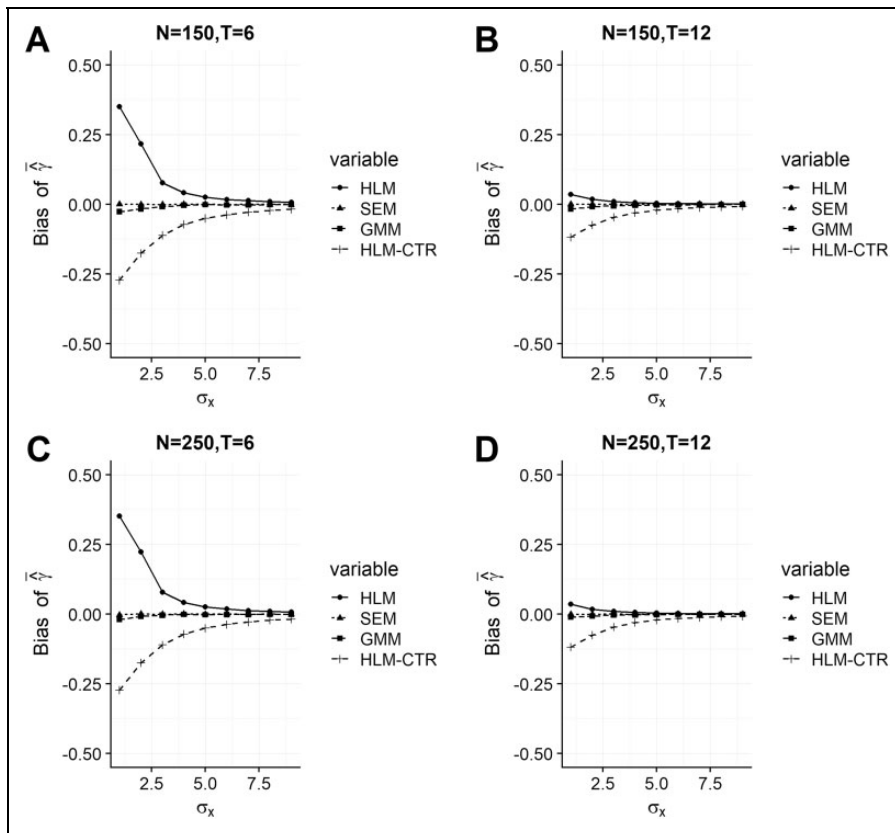 A
N=150,T=6
0.50
0.25
0.00
-0.25
-0.50
Bias of γ̂̄
2.5 5.0 7.5
σx
variable
HLM
SEM
GMM
HLM-CTR
B
N=150,T=12
0.50
0.25
0.00
-0.25
-0.50
Bias of γ̂̄
2.5 5.0 7.5
σx
variable
HLM
SEM
GMM
HLM-CTR
C
N=250,T=6
0.50
0.25
0.00
-0.25
-0.50
Bias of γ̂̄
2.5 5.0 7.5
σx
variable
HLM
SEM
GMM
HLM-CTR
D
N=250,T=12
0.50
0.25
0.00
-0.25
-0.50
Bias of γ̂̄
2.5 5.0 7.5
σx
variable
HLM
SEM
GMM
HLM-CTR